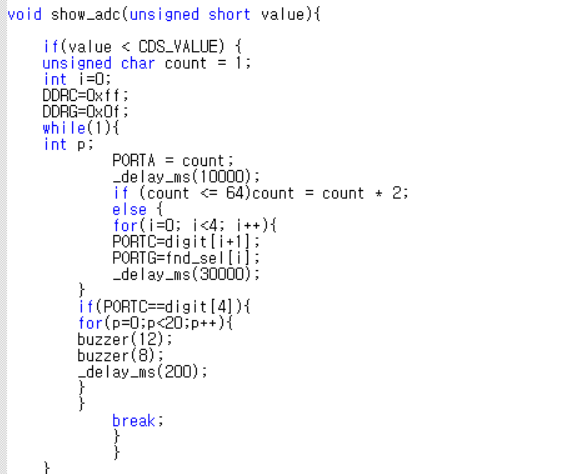 void show_adc(unsigned short value){
if(value < CDS_VALUE) {
unsigned char count = 1;
int i=0;
DDRC=0xff;
DDRG=0x0f;
while(1){
int p;
PORTA = count;
_delay_ms(10000);
if (count <= 64)count = count * 2;
else {
for(i=0; i<4; i++){
PORTC=digit[i+1];
PORTG=fnd_sel[i];
_delay_ms(30000);
}
if(PORTC==digit[4]){
for(p=0;p<20;p++){
buzzer(12);
buzzer(8);
_delay_ms(200);
}
}
break;
}
}
}